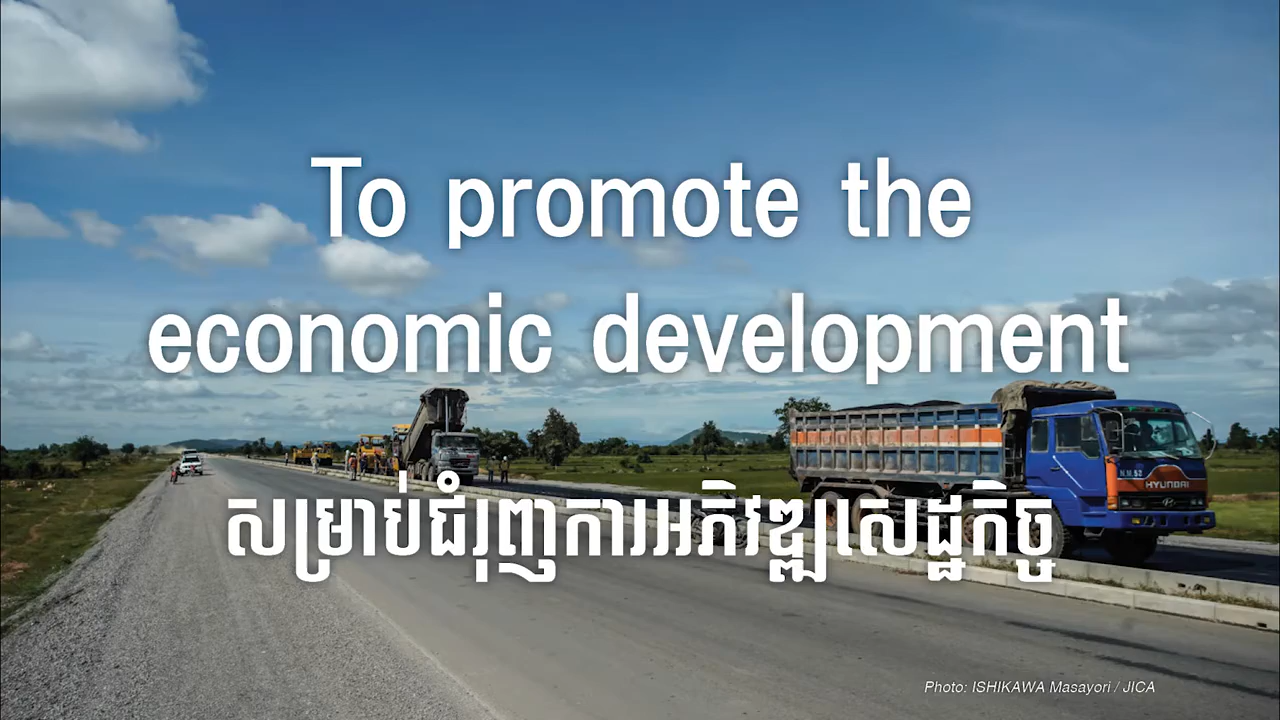 To promote the
economic development
សម្រាប់ជំរុញការអភិវឌ្ឍសេដ្ឋកិច្ច
HYUNDAI
Photo: ISHIKAWA Masayori / JICA